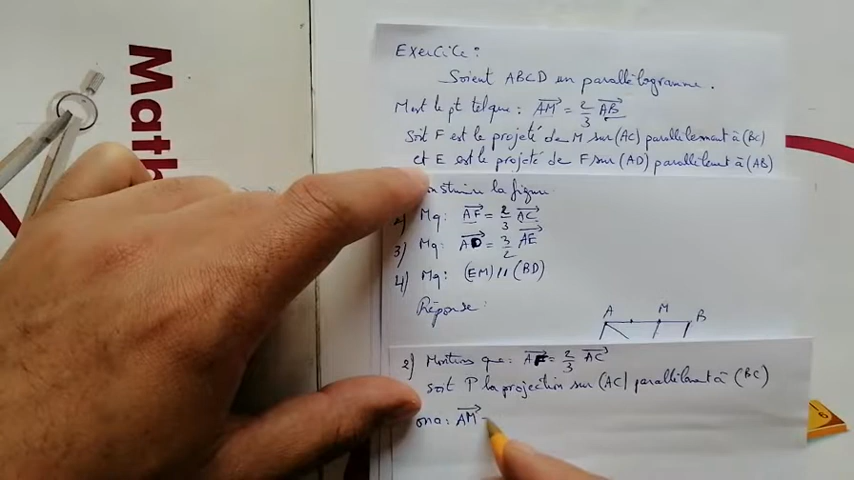 Maths
Exercice :
Soient ABCD en parallélogramme .
M est le pt tel que : AM = 2/3 AB
Soit F est le projeté de M sur (AC) parallèlement à (BC)
et E est le projeté de F sur (AD) parallèlement à (AB)
construire la figure
2) Mq : AF = 2/3 AC
3) Mq : AD = 3/2 AE
4) Mq : (EM) // (BD)
Réponse :
A M B
2) Montrons que : AF = 2/3 AC
soit P la projection sur (AC) parallèlement à (BC)
ona : AM